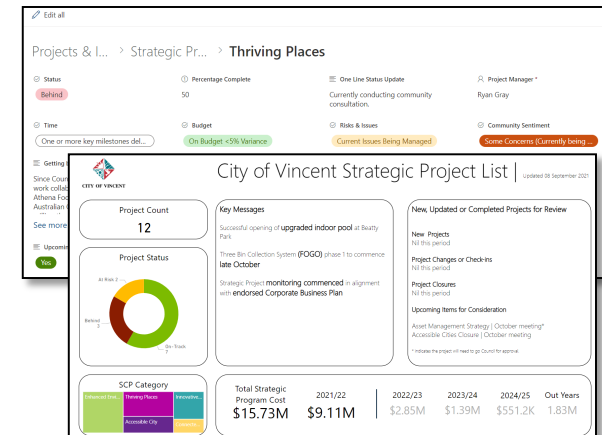 Edit all
Projects & I... > Strategic Pr... > Thriving Places
Status
Behind
Percentage Complete
50
One Line Status Update
Currently conducting community
consultation.
Project Manager *
Ryan Gray
Time
One or more key milestones del...
Budget
On Budget <5% Variance
Risks & Issues
Current Issues Being Managed
Community Sentiment
Some Concerns (Currently being ...
Getting
Since Coun
work collab
Athena Foo
Australian
See more
Upcomin
Yes
CITY OF VINCENT
City of Vincent Strategic Project List | Updated 08 September 2021
Project Count
12
Project Status
At Risk 2
Behind
3
On-Track
7
Key Messages
Successful opening of upgraded indoor pool at Beatty
Park
Three Bin Collection System (FOGO) phase 1 to commence
late October
Strategic Project monitoring commenced in alignment
with endorsed Corporate Business Plan
New, Updated or Completed Projects for Review
New Projects
Nil this period
Project Changes or Check-ins
Nil this period
Project Closures
Nil this period
Upcoming Items for Consideration
Asset Management Strategy | October meeting*
Accessible Cities Closure | October meeting
* Indicates the project will need to go Council for approval
SCP Category
Enhanced Envi...
Thriving Places
Innovative...
Accessible City
Total Strategic
Program Cost
$15.73M
2021/22
$9.11M
2022/23
$2.85M
2023/24
$1.39M
2024/25
$551.2K
Out Years
1.83M